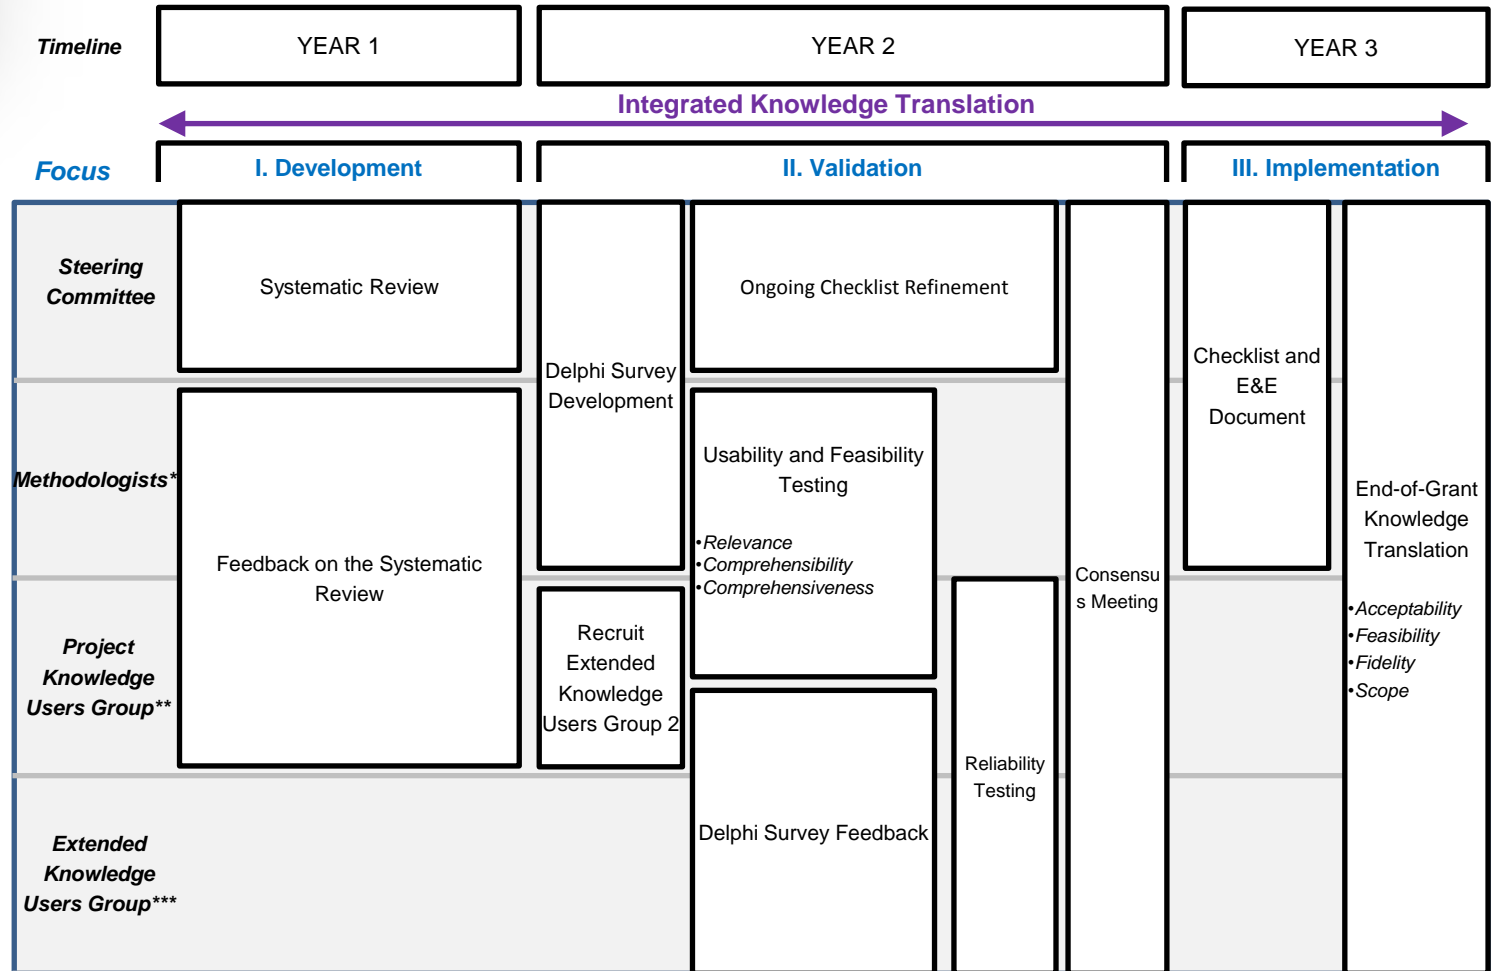 Timeline
YEAR 1
YEAR 2
YEAR 3
Integrated Knowledge Translation
Focus
I. Development
II. Validation
III. Implementation
Steering
Committee
Systematic Review
Delphi Survey
Development
Ongoing Checklist Refinement
Consensu
s Meeting
Checklist and
E&E
Document
End-of-Grant
Knowledge
Translation
•Acceptability
•Feasibility
•Fidelity
•Scope
Methodologists*
Feedback on the Systematic
Review
Usability and Feasibility
Testing
•Relevance
•Comprehensibility
•Comprehensiveness
Project
Knowledge
Users Group**
Recruit
Extended
Knowledge
Users Group 2
Reliability
Testing
Extended
Knowledge
Users Group***
Delphi Survey Feedback